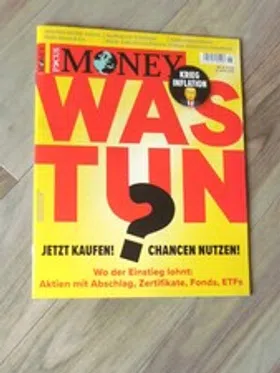 FOCUS MONEY
KRIEG
INFLATION
WAS
TUN
?
JETZT KAUFEN! CHANCEN NUTZEN!
Wo der Einstieg lohnt:
Aktien mit Abschlag, Zertifikate, Fonds, ETFs